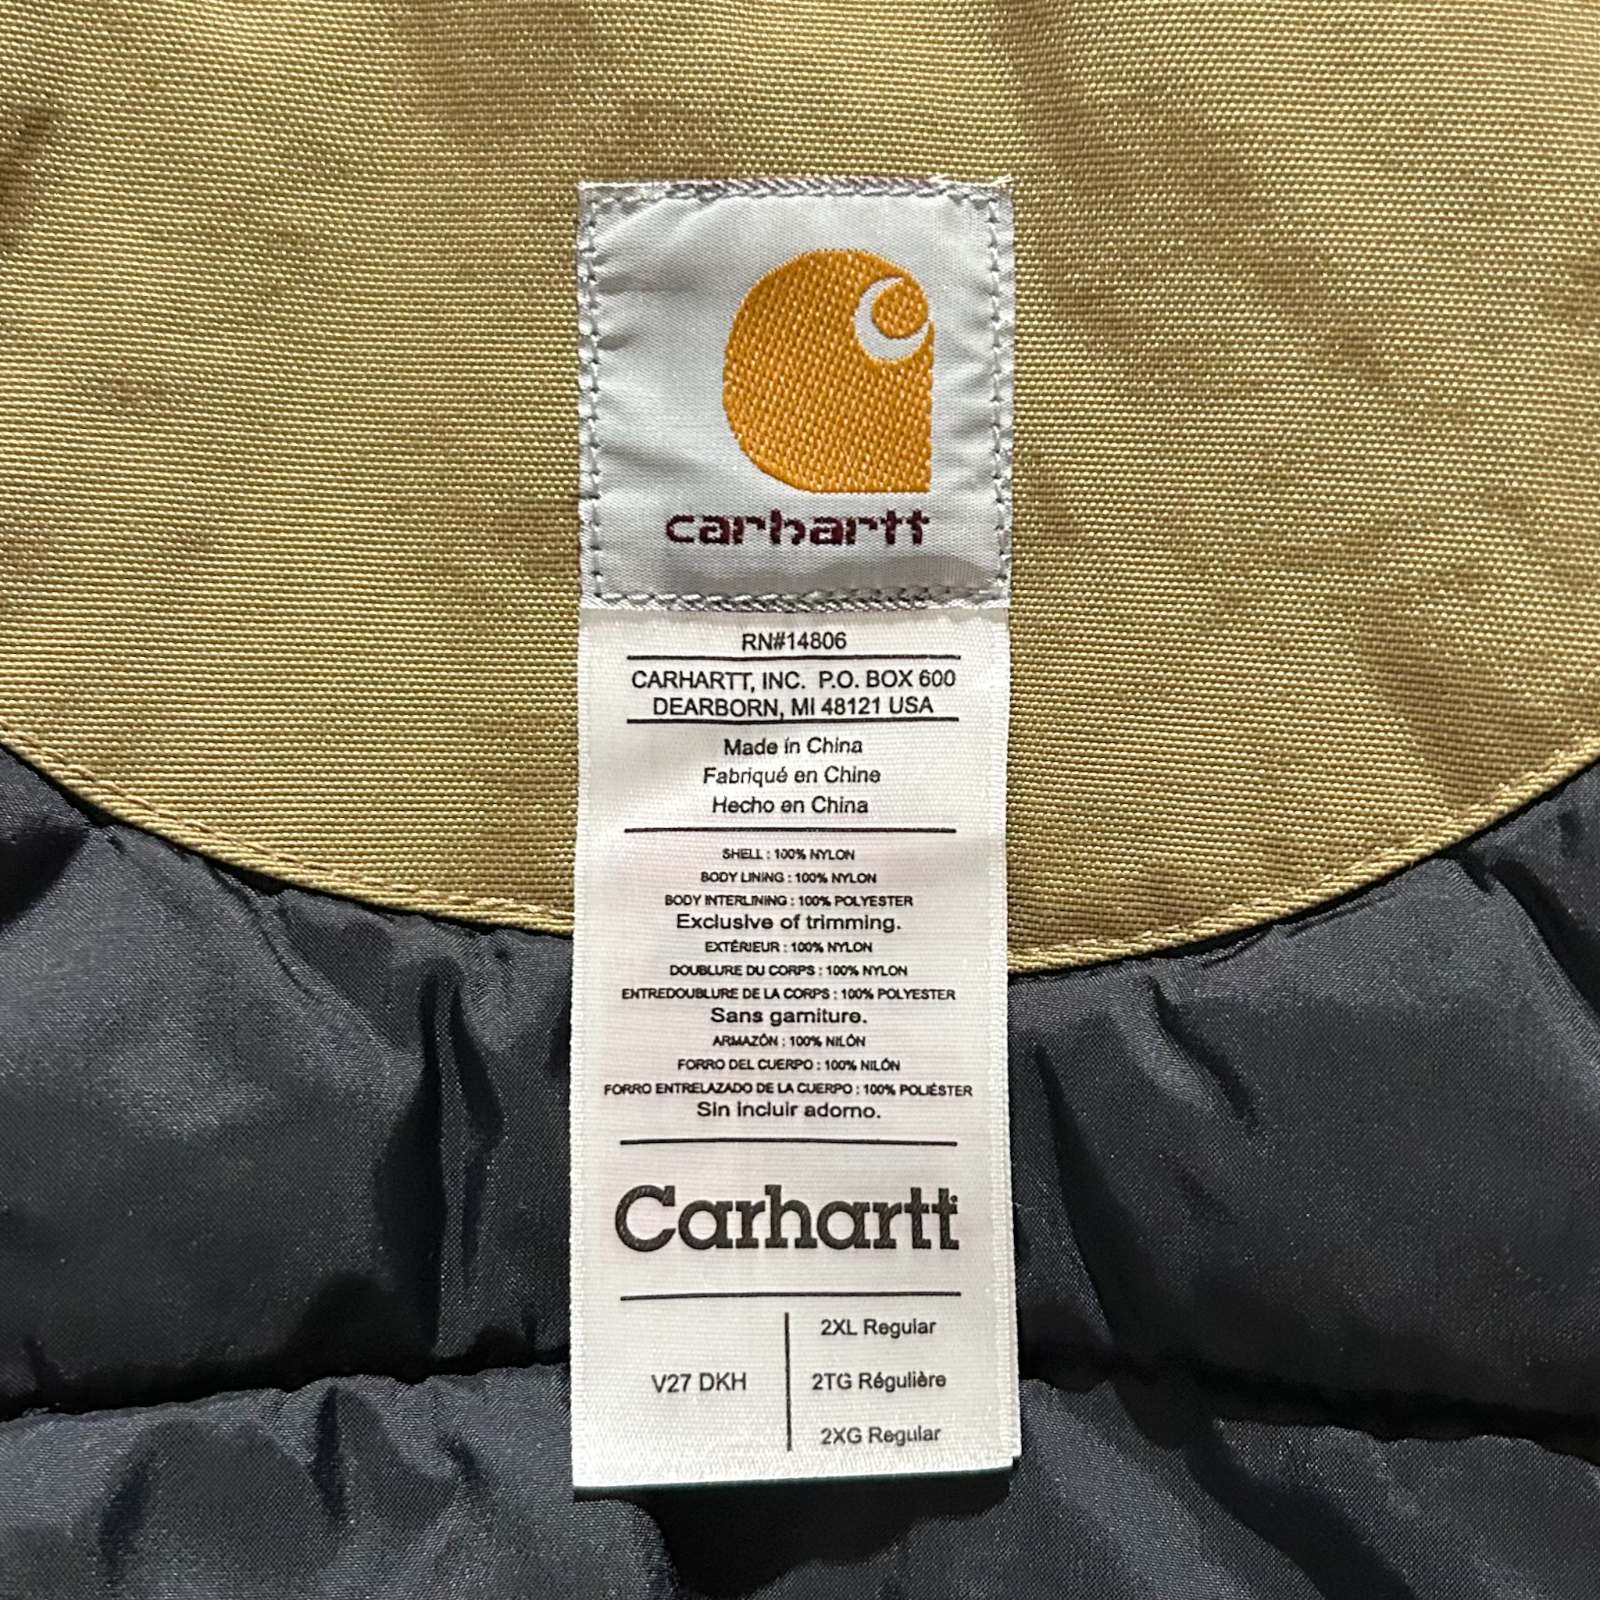 carhartt
RN#14806
CARHARTT, INC. P.O. BOX 600
DEARBORN, MI 48121 USA
Made in China
Fabriqué en Chine
Hecho en China
SHELL : 100% NYLON
BODY LINING : 100% NYLON
BODY INTERLINING : 100% POLYESTER
Exclusive of trimming.
EXTÉRIEUR : 100% NYLON
DOUBLURE DU CORPS : 100% NYLON
ENTREDOUBLURE DE LA CORPS : 100% POLYESTER
Sans garniture.
ARMAZÓN : 100% NILÓN
FORRO DEL CUERPO : 100% NILÓN
FORRO ENTRELAZADO DE LA CUERPO : 100% POLIÉSTER
Sin incluir adorno.
Carhartt
V27 DKH
2XL Regular
2TG Régulière
2XG Regular